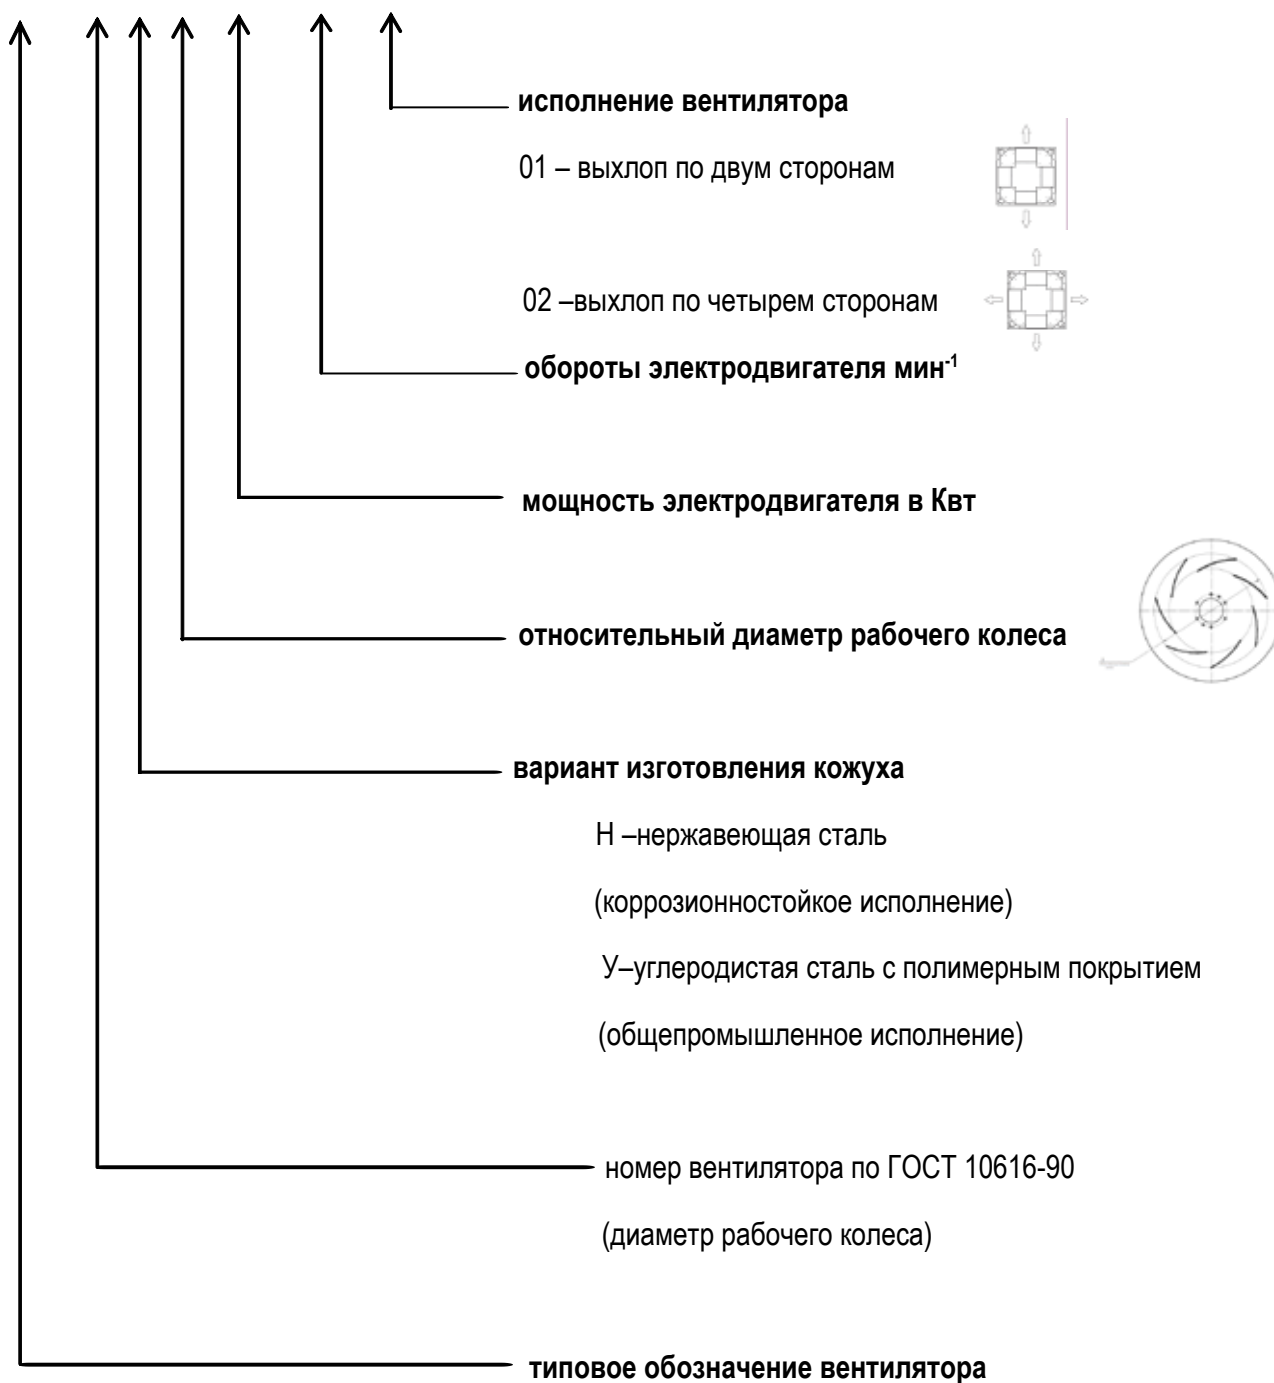 исполнение вентилятора
01 – выхлоп по двум сторонам
02 –выхлоп по четырем сторонам
обороты электродвигателя мин⁻¹
мощность электродвигателя в Квт
относительный диаметр рабочего колеса
вариант изготовления кожуха
Н –нержавеющая сталь
(коррозионностойкое исполнение)
У–углеродистая сталь с полимерным покрытием
(общепромышленное исполнение)
номер вентилятора по ГОСТ 10616-90
(диаметр рабочего колеса)
типовое обозначение вентилятора